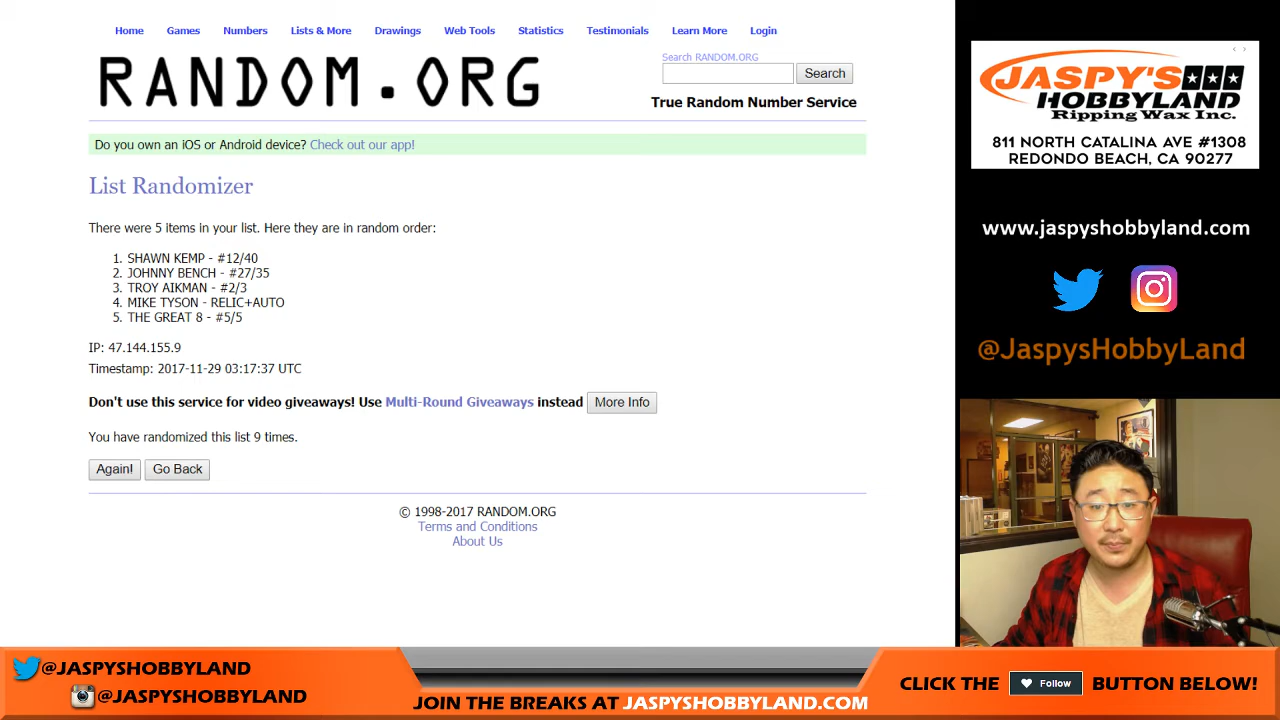 Home Games Numbers Lists & More Drawings Web Tools Statistics Testimonials Learn More Login
RANDOM.ORG
Search RANDOM.ORG
Search
True Random Number Service
Do you own an iOS or Android device? Check out our app!
List Randomizer
There were 5 items in your list. Here they are in random order:
1. SHAWN KEMP - #12/40
2. JOHNNY BENCH - #27/35
3. TROY AIKMAN - #2/3
4. MIKE TYSON - RELIC+AUTO
5. THE GREAT 8 - #5/5
IP: 47.144.155.9
Timestamp: 2017-11-29 03:17:37 UTC
Don't use this service for video giveaways! Use Multi-Round Giveaways instead More Info
You have randomized this list 9 times.
Again! Go Back
© 1998-2017 RANDOM.ORG
Terms and Conditions
About Us
JASPY'S
HOBBYLAND
Ripping Wax Inc.
811 NORTH CATALINA AVE #1308
REDONDO BEACH, CA 90277
www.jaspyshobbyland.com
@JaspysHobbyLand
@JASPYSHOBBYLAND
@JASPYSHOBBYLAND
JOIN THE BREAKS AT JASPYSHOBBYLAND.COM
CLICK THE Follow BUTTON BELOW!